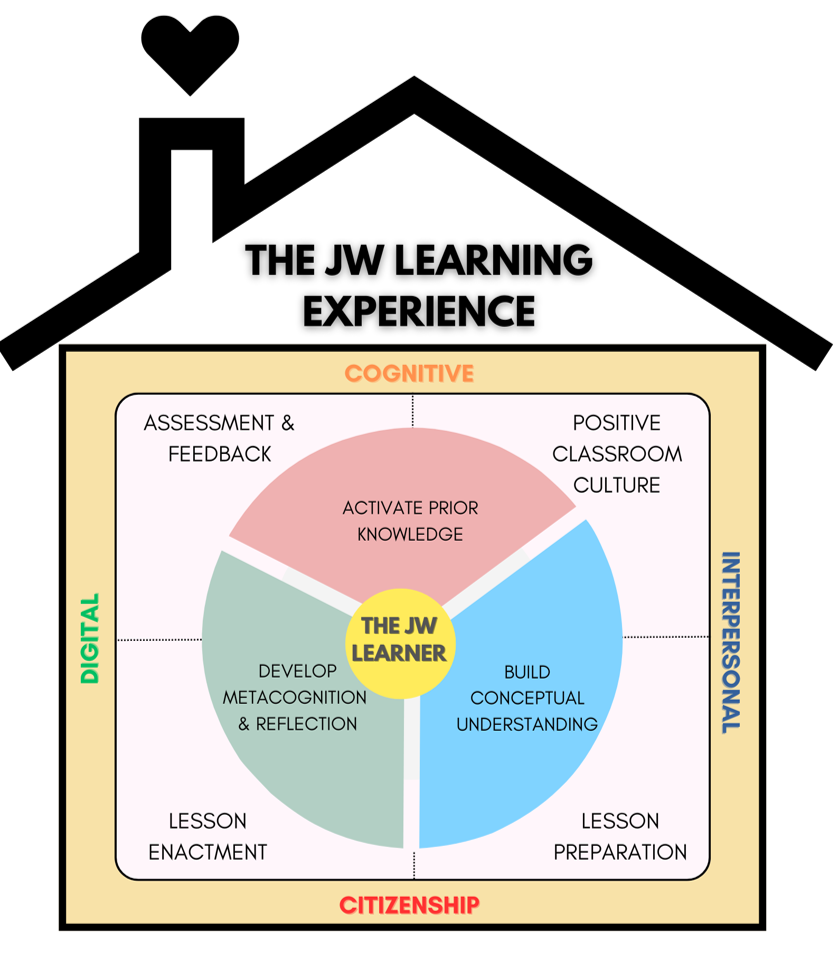 THE JW LEARNING
EXPERIENCE
COGNITIVE
ASSESSMENT &
FEEDBACK
POSITIVE
CLASSROOM
CULTURE
ACTIVATE PRIOR
KNOWLEDGE
DIGITAL
THE JW
LEARNER
INTERPERSONAL
DEVELOP
METACOGNITION
& REFLECTION
BUILD
CONCEPTUAL
UNDERSTANDING
LESSON
ENACTMENT
LESSON
PREPARATION
CITIZENSHIP